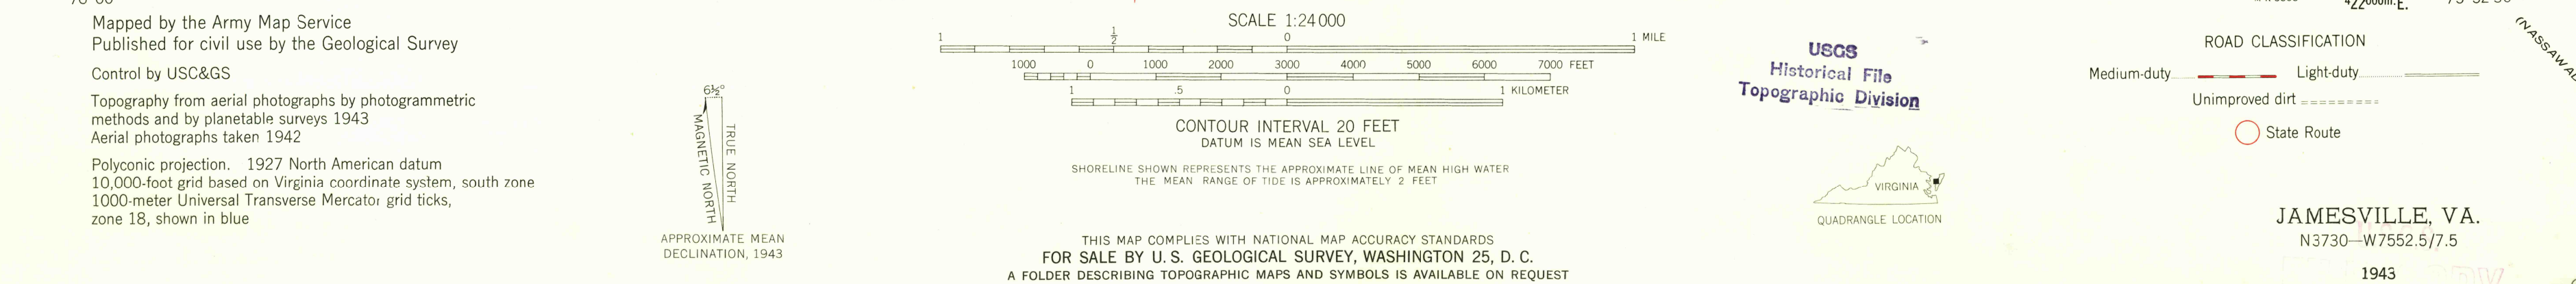 Mapped by the Army Map Service
Published for civil use by the Geological Survey
Control by USC&GS
Topography from aerial photographs by photogrammetric
methods and by planetable surveys 1943
Aerial photographs taken 1942
Polyconic projection. 1927 North American datum
10,000-foot grid based on Virginia coordinate system, south zone
1000-meter Universal Transverse Mercator grid ticks,
zone 18, shown in blue
6½°
MAGNETIC NORTH
TRUE NORTH
APPROXIMATE MEAN
DECLINATION, 1943
SCALE 1:24 000
1 ½ 0 1 MILE
1000 0 1000 2000 3000 4000 5000 6000 7000 FEET
1 .5 0 1 KILOMETER
CONTOUR INTERVAL 20 FEET
DATUM IS MEAN SEA LEVEL
SHORELINE SHOWN REPRESENTS THE APPROXIMATE LINE OF MEAN HIGH WATER
THE MEAN RANGE OF TIDE IS APPROXIMATELY 2 FEET
THIS MAP COMPLIES WITH NATIONAL MAP ACCURACY STANDARDS
FOR SALE BY U. S. GEOLOGICAL SURVEY, WASHINGTON 25, D. C.
A FOLDER DESCRIBING TOPOGRAPHIC MAPS AND SYMBOLS IS AVAILABLE ON REQUEST
USGS
Historical File
Topographic Division
VIRGINIA
QUADRANGLE LOCATION
ROAD CLASSIFICATION
Medium-duty Light-duty
Unimproved dirt
State Route
JAMESVILLE, VA.
N3730—W7552.5/7.5
1943